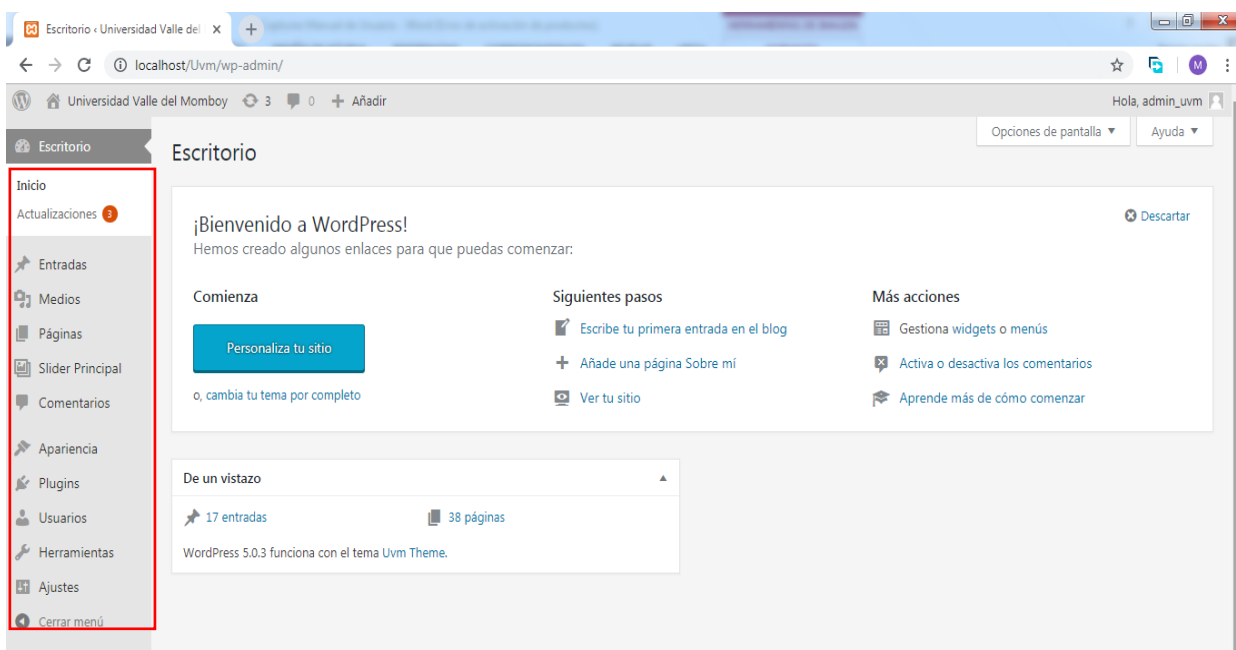 Escritorio ‹ Universidad Valle del
localhost/Uvm/wp-admin/
M
Universidad Valle del Momboy 3 0 Añadir
Hola, admin_uvm
Opciones de pantalla Ayuda
Escritorio
Inicio
Actualizaciones 3
Entradas
Medios
Páginas
Slider Principal
Comentarios
Apariencia
Plugins
Usuarios
Herramientas
Ajustes
Cerrar menú
Escritorio
¡Bienvenido a WordPress!
Descartar
Hemos creado algunos enlaces para que puedas comenzar:
Comienza
Personaliza tu sitio
o, cambia tu tema por completo
Siguientes pasos
Escribe tu primera entrada en el blog
Añade una página Sobre mí
Ver tu sitio
Más acciones
Gestiona widgets o menús
Activa o desactiva los comentarios
Aprende más de cómo comenzar
De un vistazo
17 entradas
38 páginas
WordPress 5.0.3 funciona con el tema Uvm Theme.